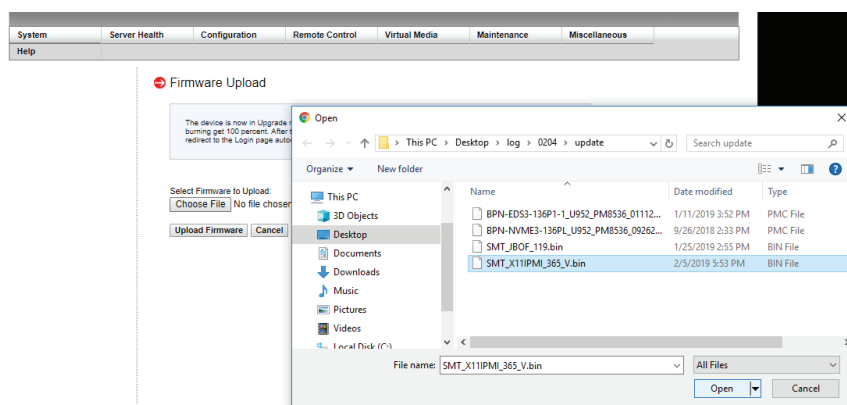 System Server Health Configuration Remote Control Virtual Media Maintenance Miscellaneous
Help
Firmware Upload
The device is now in Upgrade
burning get 100 percent. After
redirect to the Login page
Select Firmware to Upload:
Choose File No file chosen
Upload Firmware Cancel
Open
This PC > Desktop > log > 0204 > update
Search update
Organize New folder
This PC
3D Objects
Desktop
Documents
Downloads
Music
Pictures
Videos
Local Disk (C:)
Name Date modified Type
BPN-EDS3-136P1-1_U952_PM8536_01112... 1/11/2019 3:52 PM PMC File
BPN-NVME3-136PL_U952_PM8536_09262... 9/26/2018 2:33 PM PMC File
SMT_JBOF_119.bin 1/25/2019 2:55 PM BIN File
SMT_X11IPMI_365_V.bin 2/5/2019 5:53 PM BIN File
File name: SMT_X11IPMI_365_V.bin All Files
Open Cancel